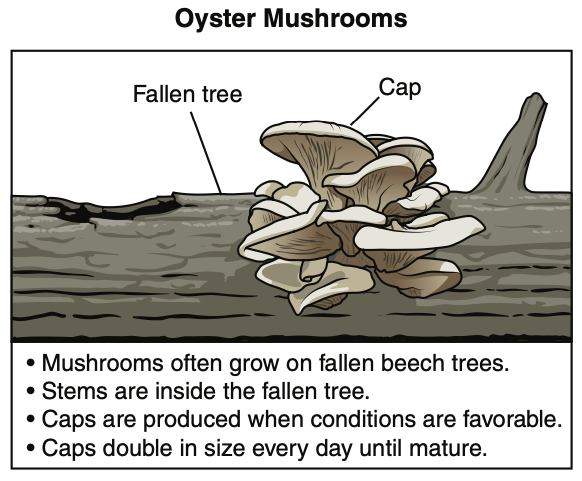 Oyster Mushrooms
Fallen tree
Cap
• Mushrooms often grow on fallen beech trees.
• Stems are inside the fallen tree.
• Caps are produced when conditions are favorable.
• Caps double in size every day until mature.